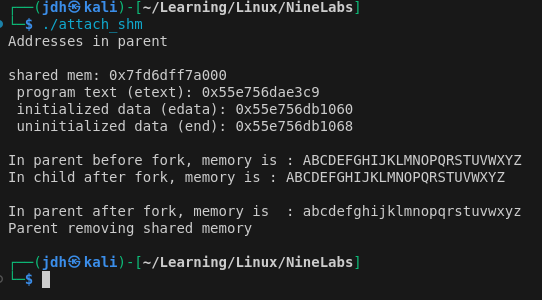 ┌──(jdh㉿kali)-[~/Learning/Linux/NineLabs]
└─$ ./attach_shm
Addresses in parent

shared mem: 0x7fd6dff7a000
 program text (etext): 0x55e756dae3c9
 initialized data (edata): 0x55e756db1060
 uninitialized data (end): 0x55e756db1068

In parent before fork, memory is : ABCDEFGHIJKLMNOPQRSTUVWXYZ
In child after fork, memory is : ABCDEFGHIJKLMNOPQRSTUVWXYZ

In parent after fork, memory is  : abcdefghijklmnopqrstuvwxyz
Parent removing shared memory

┌──(jdh㉿kali)-[~/Learning/Linux/NineLabs]
└─$